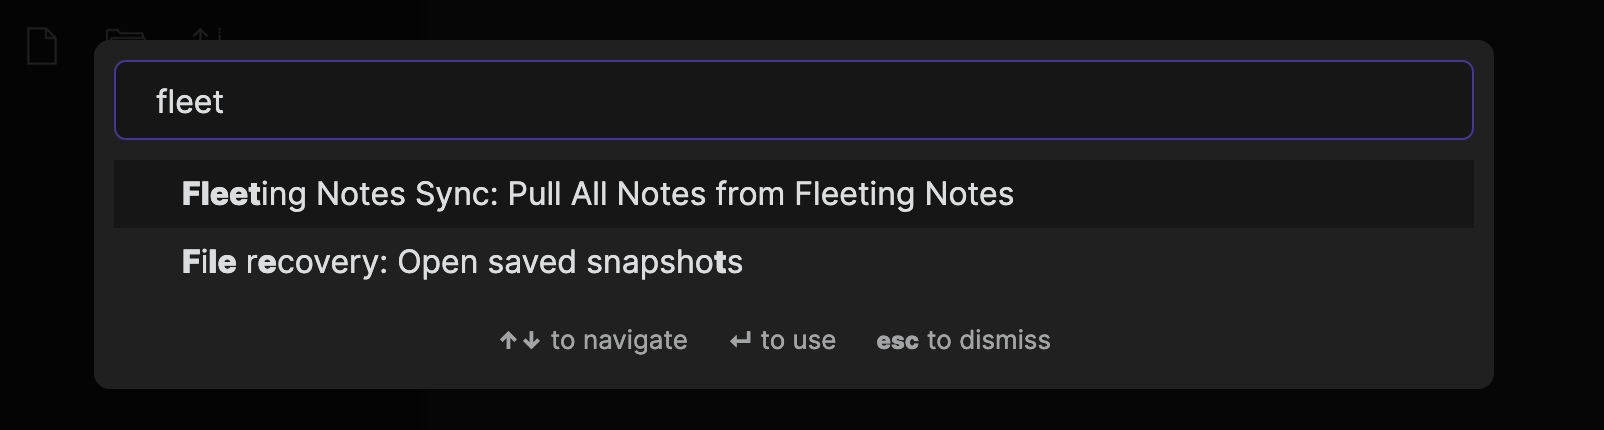 fleet
Fleeting Notes Sync: Pull All Notes from Fleeting Notes
File recovery: Open saved snapshots
↑↓ to navigate ↵ to use esc to dismiss